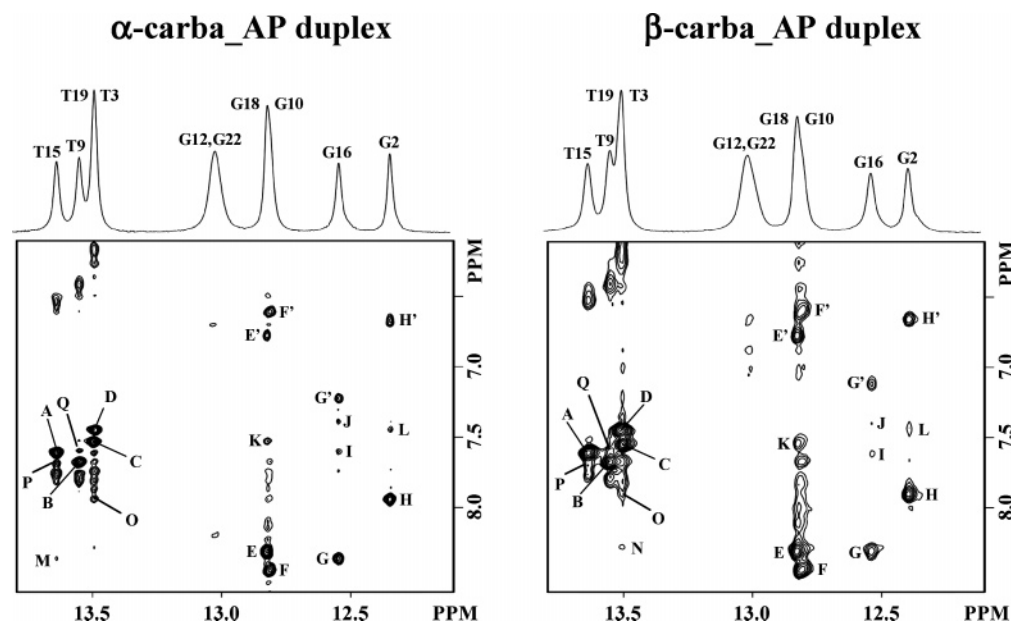 α-carba_AP duplex
T19 T3
T15 T9
G12,G22
G18 G10
G16
G2
PPM
F'
E'
H'
7.0
G'
A Q D
J
L
K
I
7.5
P
B
C
H
8.0
O
M
E
F
G
13.5 13.0 12.5 PPM
β-carba_AP duplex
T19 T3
T15 T9
G12,G22
G18 G10
G16
G2
PPM
F'
E'
H'
7.0
G'
Q
A D
J
L
K
I
7.5
P
B
C
H
8.0
O
N
E
F
G
13.5 13.0 12.5 PPM